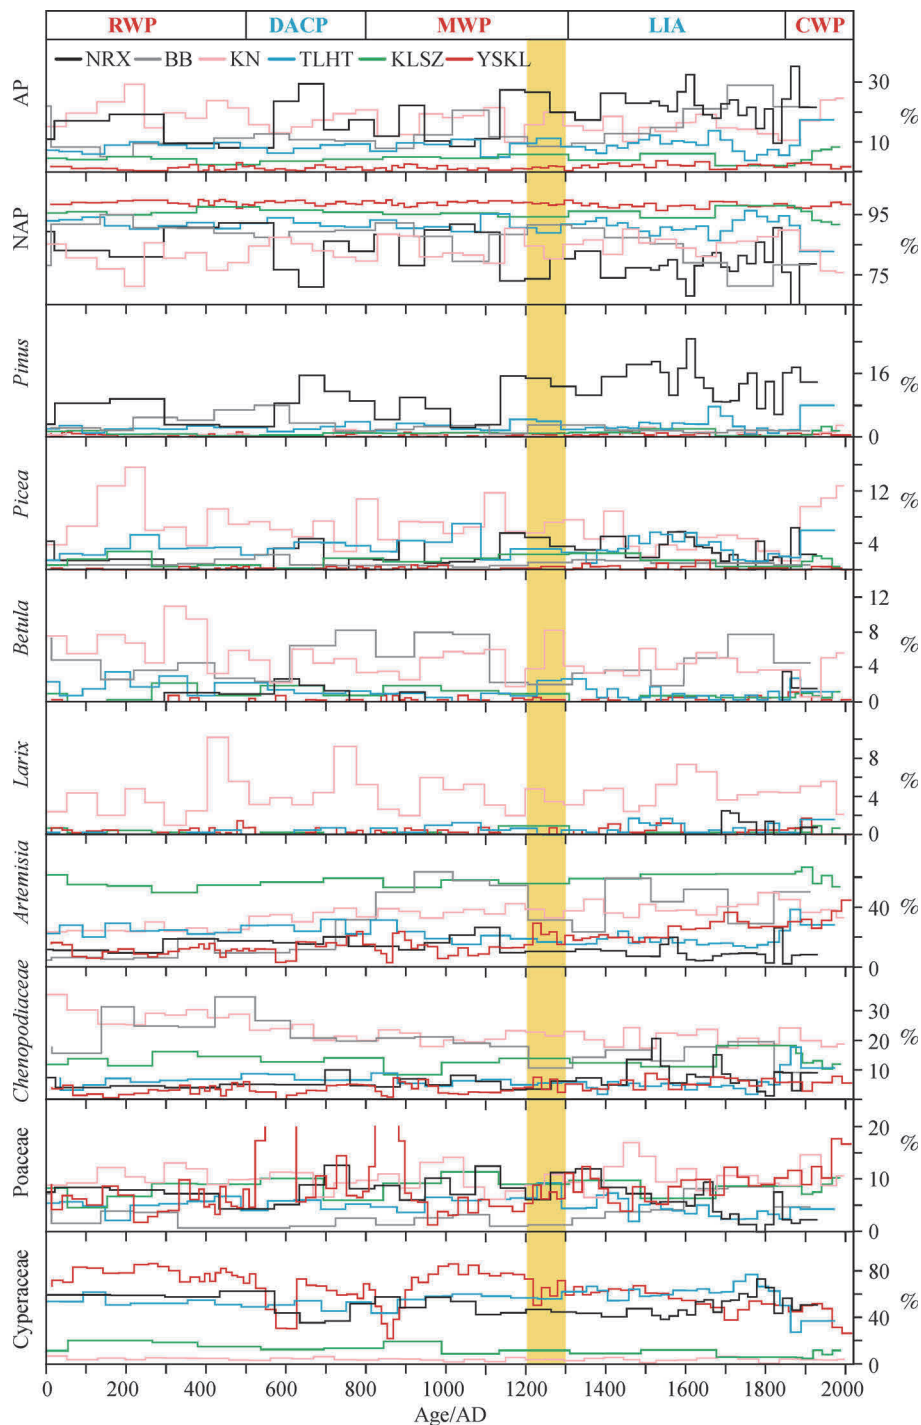 RWP DACP MWP LIA CWP
NRX BB KN TLHT KLSZ YSKL
AP
30
10
%
NAP
95
75
%
Pinus
16
0
%
Picea
12
4
%
Betula
12
8
4
0
%
Larix
8
4
0
%
Artemisia
40
0
%
Chenopodiaceae
30
20
10
%
Poaceae
20
10
0
%
Cyperaceae
80
40
0
%
0 200 400 600 800 1000 1200 1400 1600 1800 2000
Age/AD